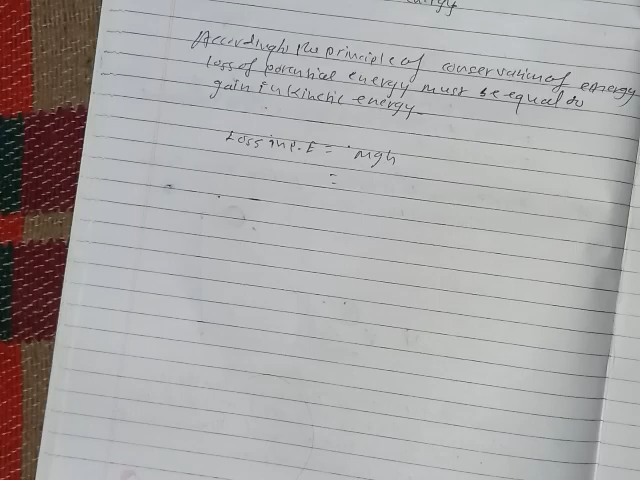 energy
According to the principle of conservation of energy
loss of potential energy must be equal to
gain in kinetic energy.
Loss in P.E = mgh
=